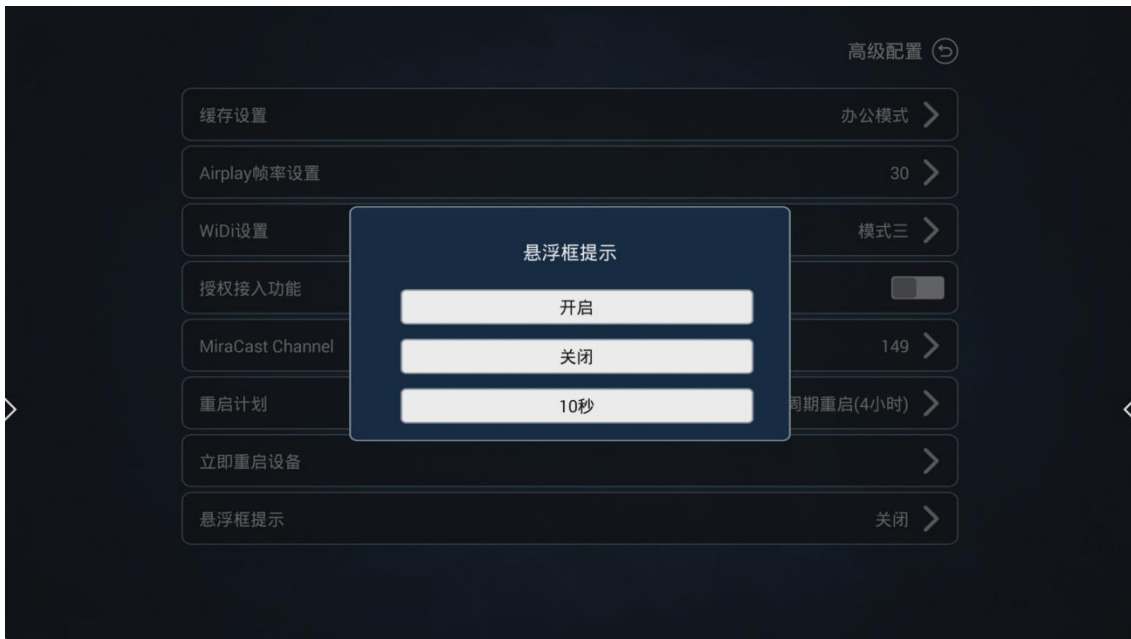 高级配置
缓存设置 办公模式
Airplay帧率设置 30
WiDi设置 模式三
悬浮框提示
授权接入功能
开启
MiraCast Channel 149
关闭
重启计划 周期重启(4小时)
10秒
立即重启设备
悬浮框提示 关闭